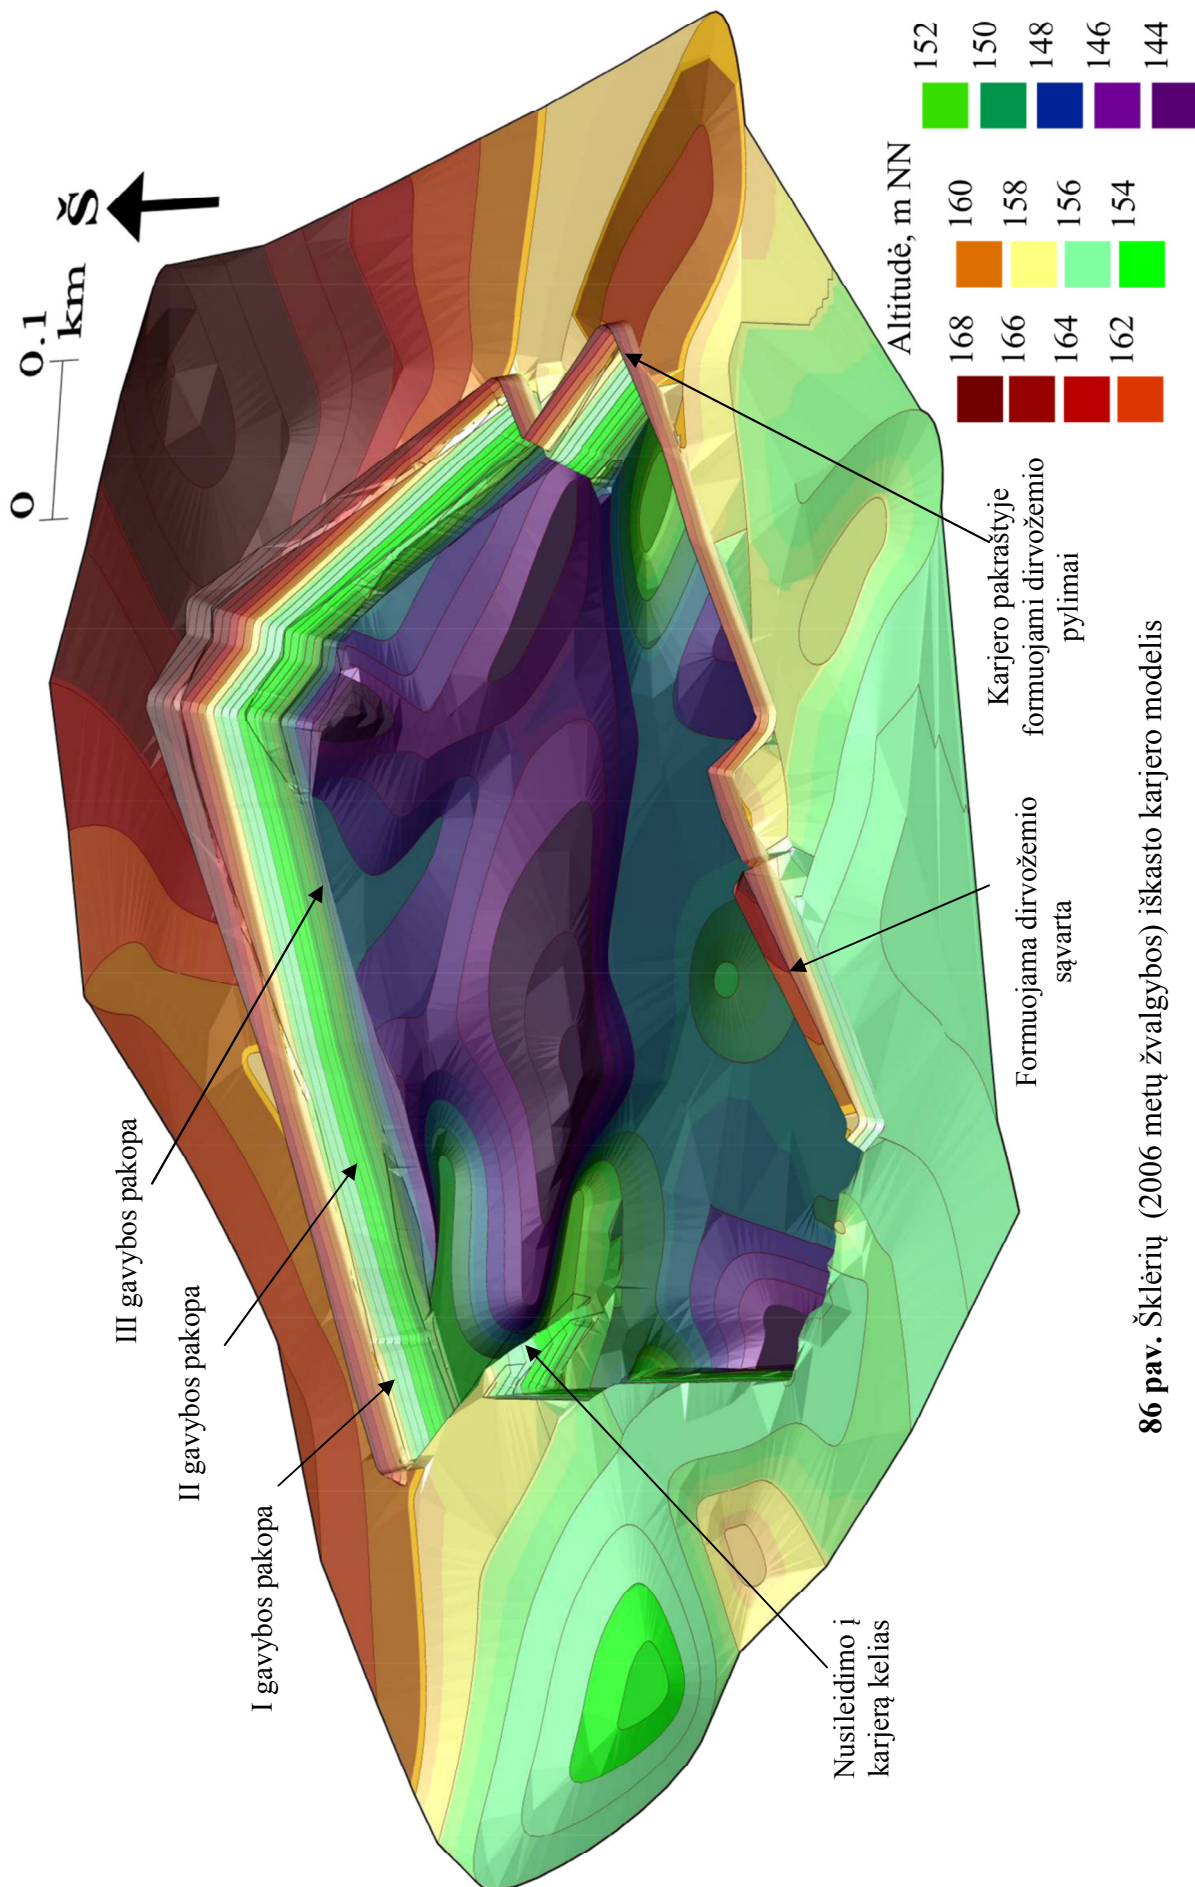 0
0.1
km
Š
III gavybos pakopa
II gavybos pakopa
I gavybos pakopa
Nusileidimo į
karjerą kelias
Formuojama dirvožemio
sąvarta
Karjero pakraštyje
formuojami dirvožemio
pylimai
Altitudė, m NN
168
166
164
162
160
158
156
154
152
150
148
146
144
86 pav. Šklėrių (2006 metų žvalgybos) iškasto karjero modelis